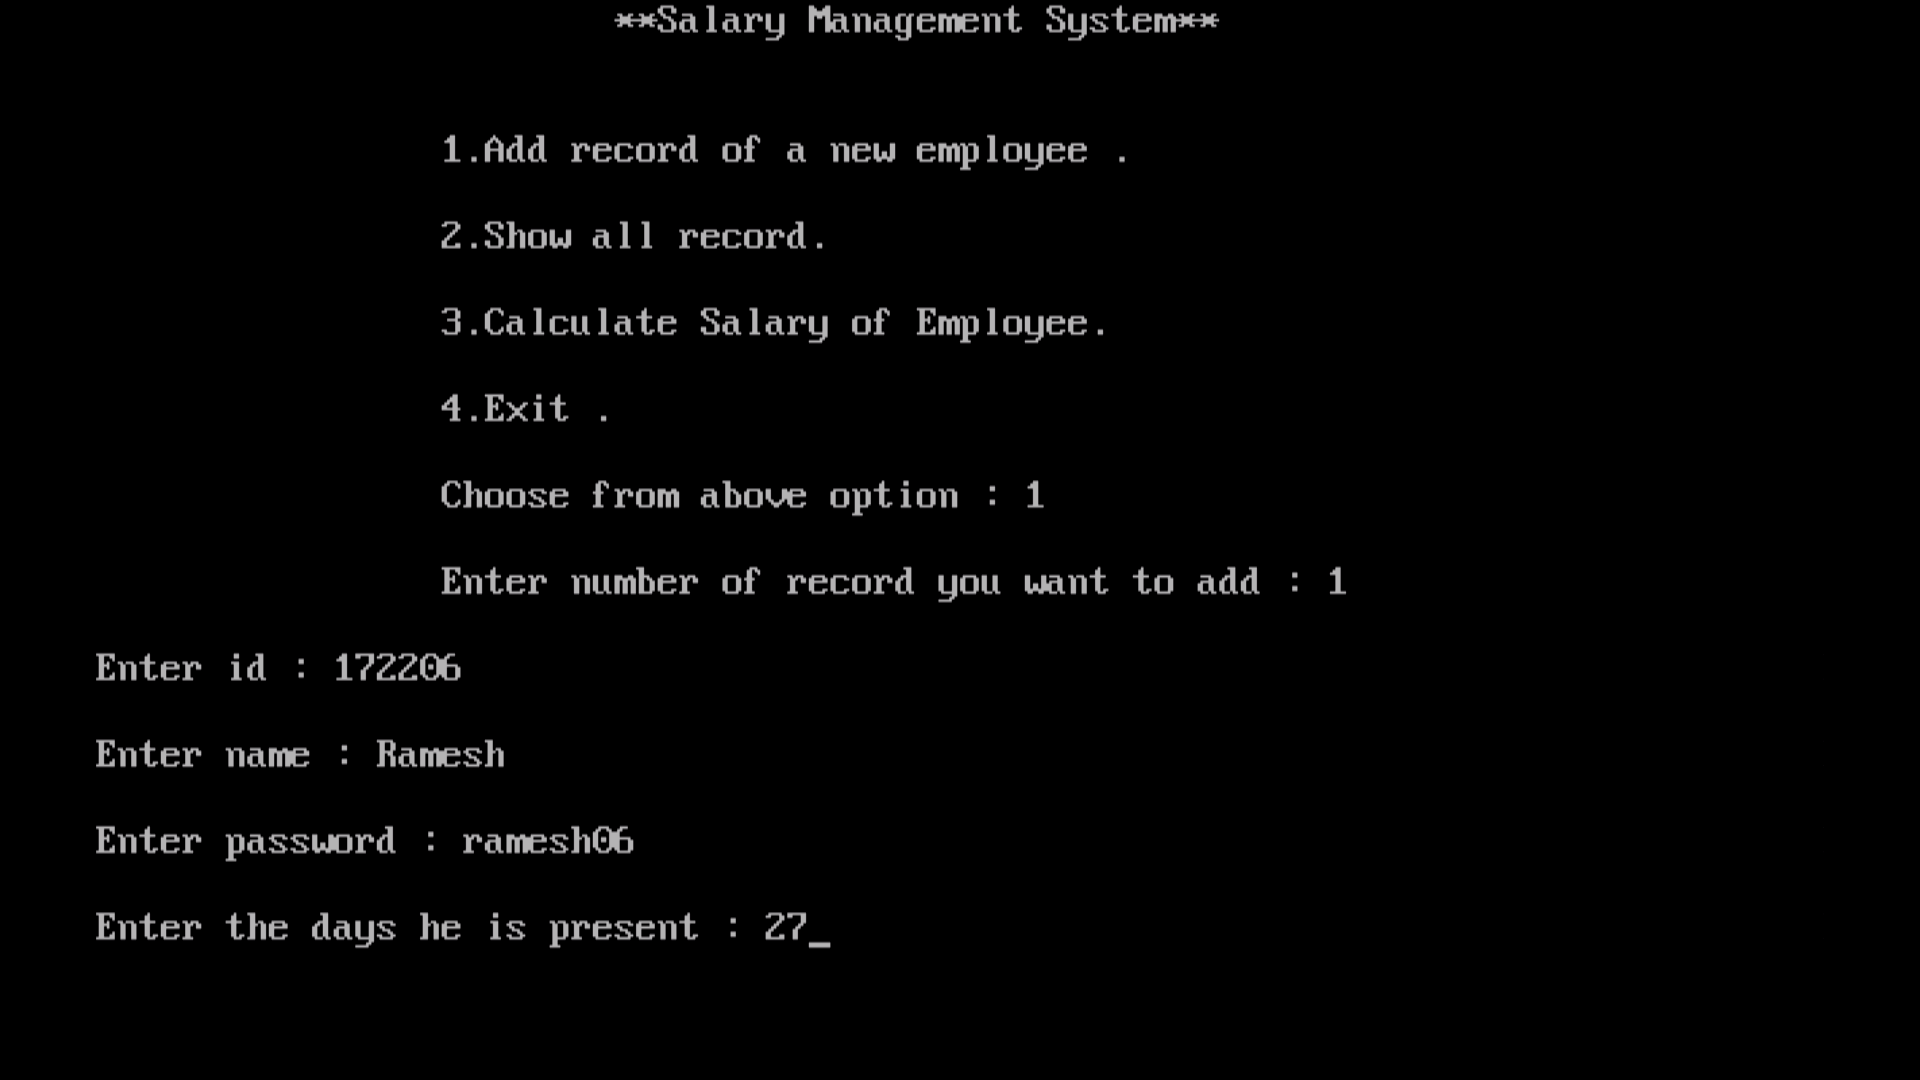 **Salary Management System**
1.Add record of a new employee .
2.Show all record.
3.Calculate Salary of Employee.
4.Exit .
Choose from above option : 1
Enter number of record you want to add : 1
Enter id : 172206
Enter name : Ramesh
Enter password : ramesh06
Enter the days he is present : 27_